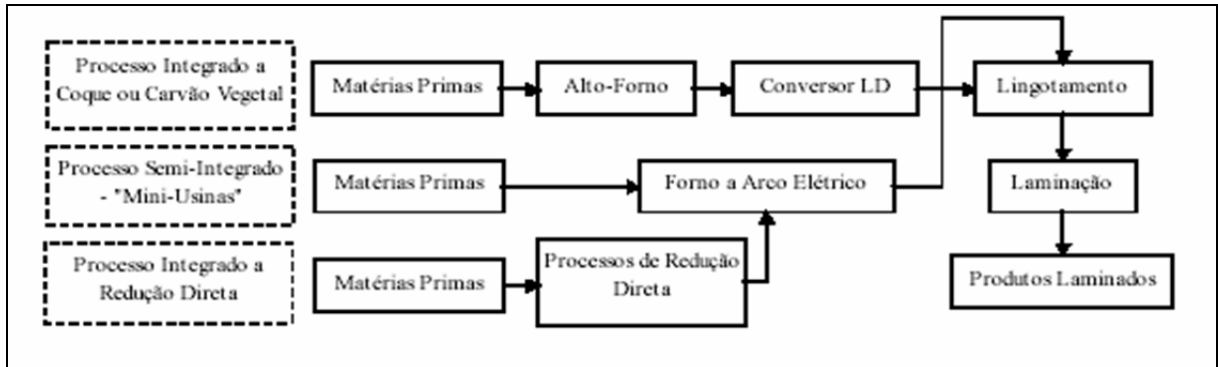 Processo Integrado a
Coque ou Carvão Vegetal
Matérias Primas
Alto-Forno
Conversor LD
Lingotamento
Processo Semi-Integrado
- "Mini-Usinas"
Matérias Primas
Forno a Arco Elétrico
Laminação
Processo Integrado a
Redução Direta
Matérias Primas
Processos de Redução
Direta
Produtos Laminados